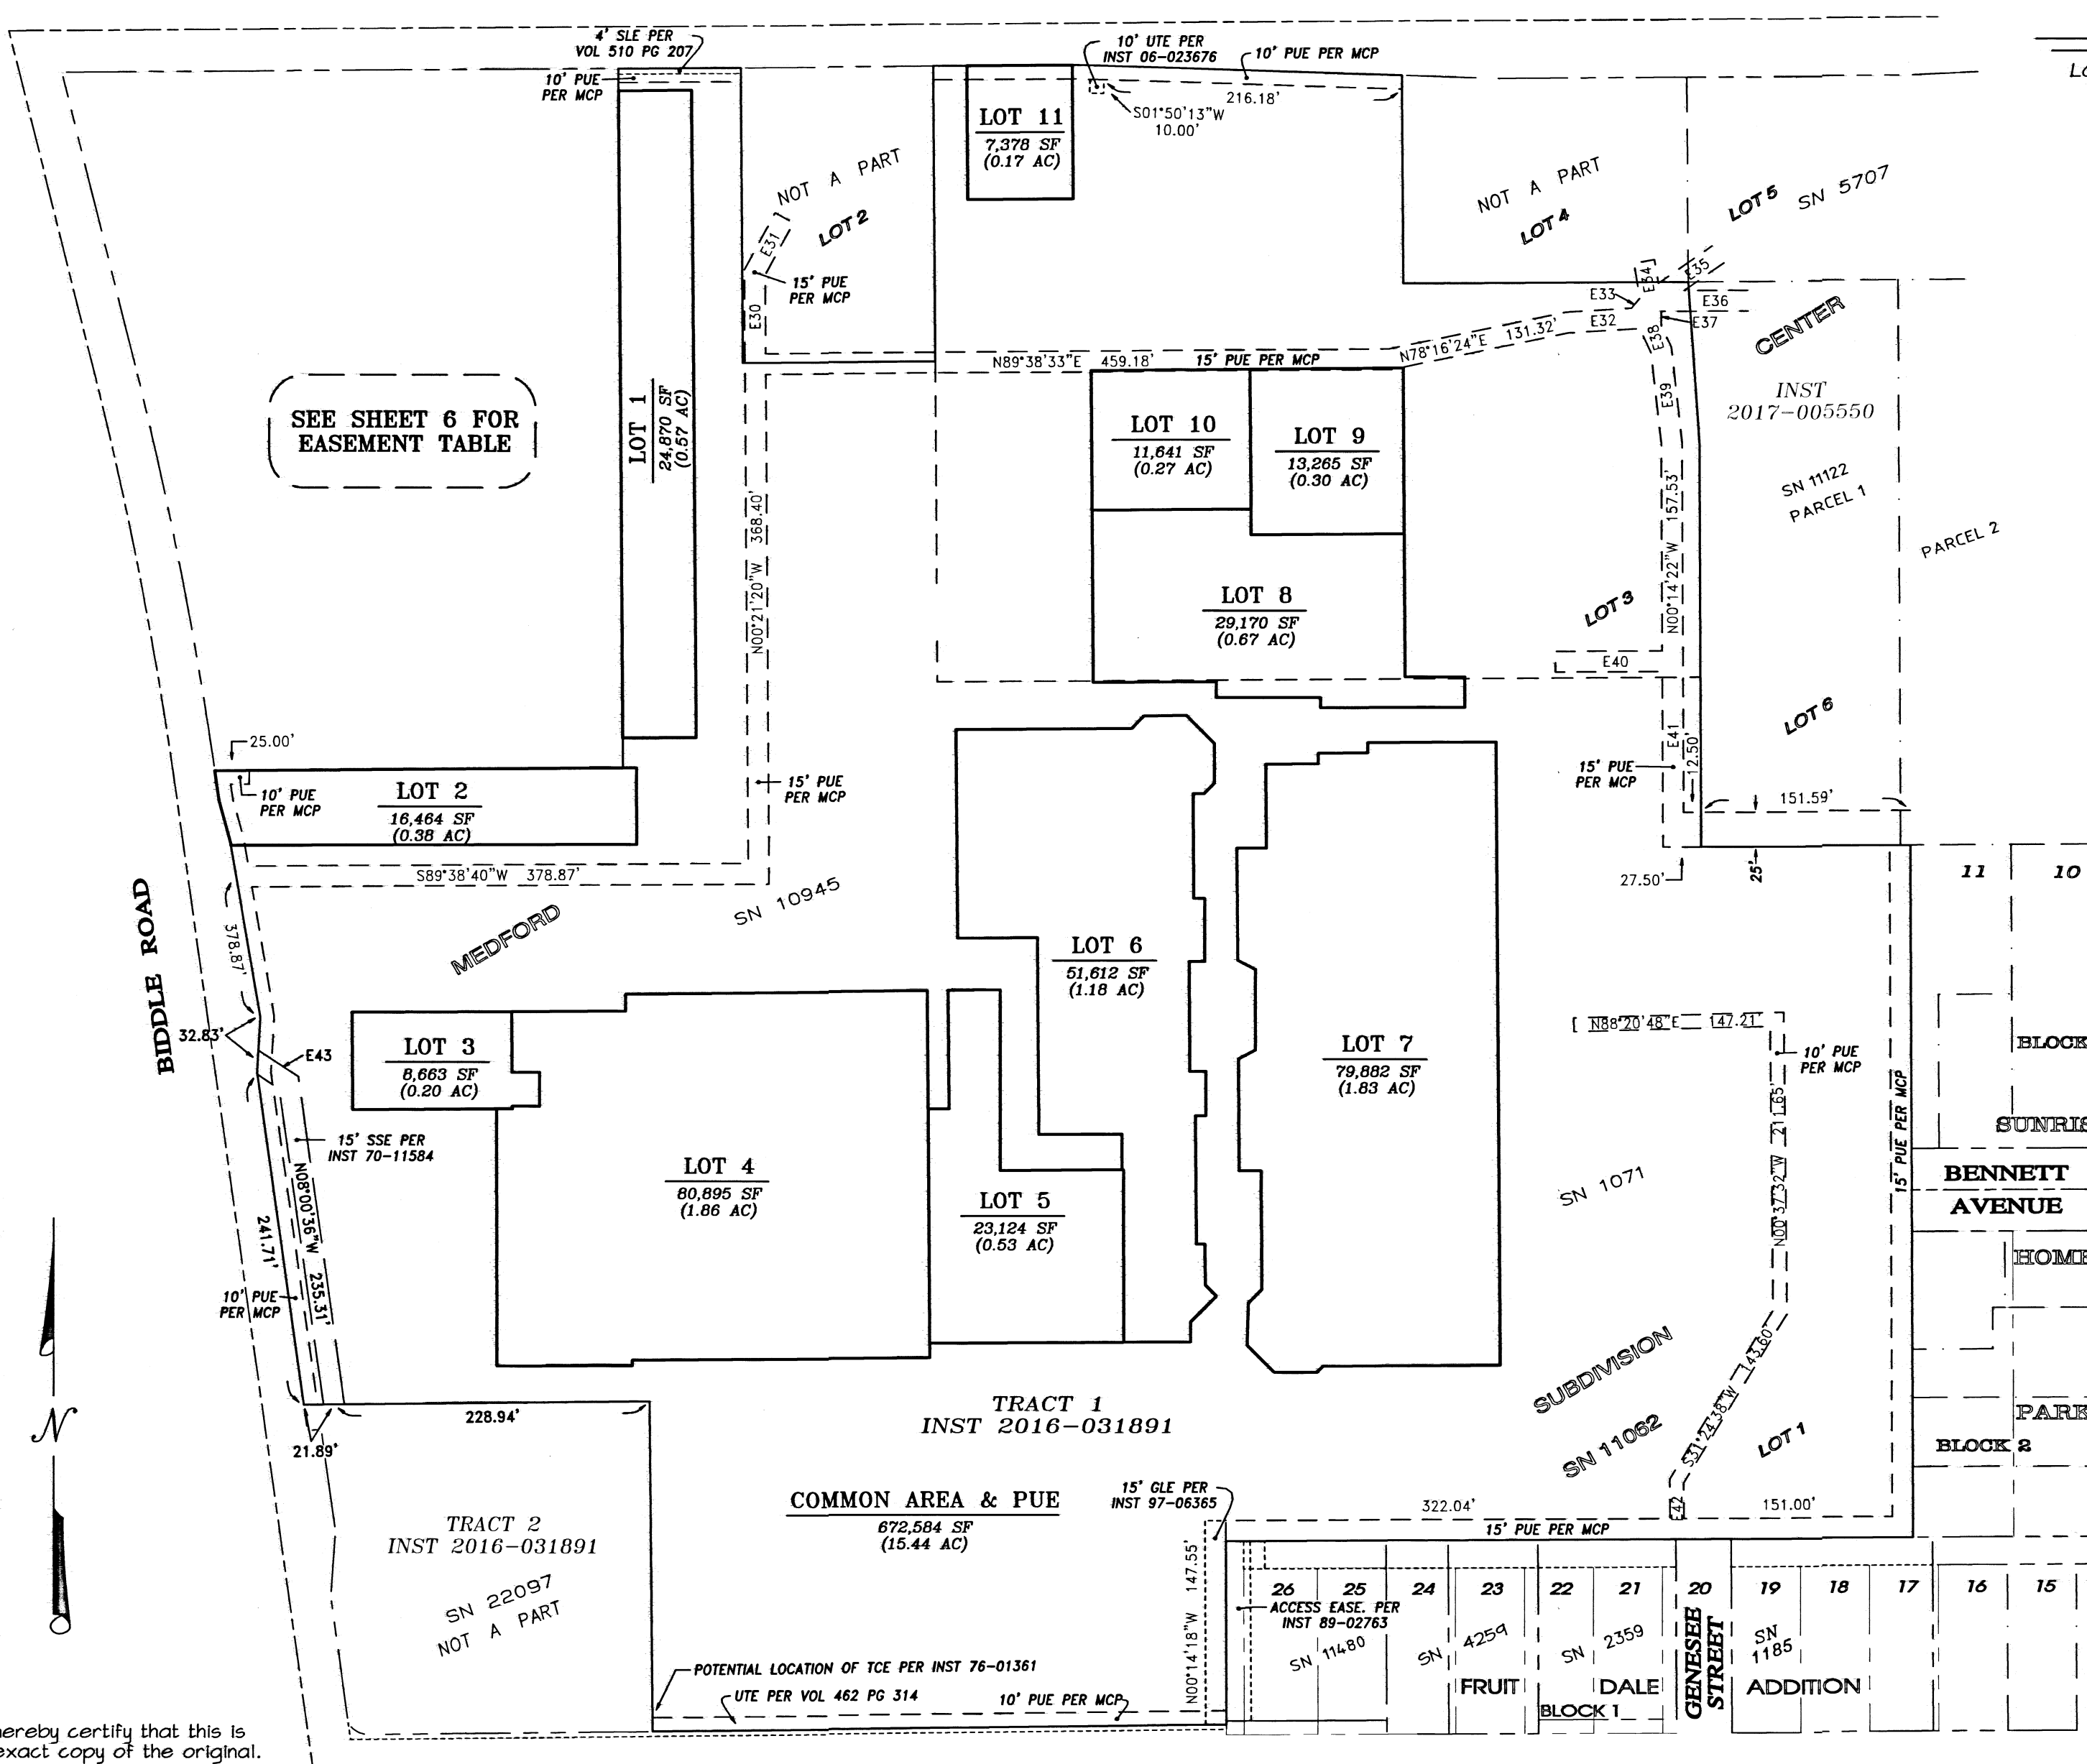 4' SLE PER
VOL 510 PG 207
10' PUE
PER MCP
10' UTE PER
INST 06-023676
10' PUE PER MCP
216.18'
S01°50'13"W
10.00'
LOT 11
7,378 SF
(0.17 AC)
NOT A PART
LOT 2
E31
E30
15' PUE
PER MCP
NOT A PART
LOT 4
LOT 5
SN 5707
E33
E34
E35
E36
E37
E32
E38
E39
CENTER
INST
2017-005550
SN 11122
PARCEL 1
PARCEL 2
N89°38'33"E 459.18'
15' PUE PER MCP
N78°16'24"E 131.32'
SEE SHEET 6 FOR
EASEMENT TABLE
LOT 1
24,870 SF
(0.57 AC)
N00°21'20"W 368.40'
LOT 10
11,641 SF
(0.27 AC)
LOT 9
13,265 SF
(0.30 AC)
LOT 8
29,170 SF
(0.67 AC)
N00°14'22"W 157.53'
LOT 3
E40
E41
12.50'
LOT 6
15' PUE
PER MCP
151.59'
25'
27.50'
25.00'
10' PUE
PER MCP
LOT 2
16,464 SF
(0.38 AC)
15' PUE
PER MCP
S89°38'40"W 378.87'
SN 10945
MEDFORD
BIDDLE ROAD
378.87'
32.83'
E43
LOT 3
8,663 SF
(0.20 AC)
15' SSE PER
INST 70-11584
N08°00'36"W 235.31'
241.71'
10' PUE
PER MCP
LOT 4
80,895 SF
(1.86 AC)
LOT 5
23,124 SF
(0.53 AC)
LOT 6
51,612 SF
(1.18 AC)
LOT 7
79,882 SF
(1.83 AC)
N88°20'48"E 147.21'
10' PUE
PER MCP
N00°37'32"W 211.65'
15' PUE PER MCP
SN 1071
S31°24'38"W 143.60'
SUBDIVISION
SN 11062
LOT 1
11
10
BLOCK
SUNRIS
BENNETT
AVENUE
HOME
PARK
BLOCK 2
N
21.89'
228.94'
TRACT 1
INST 2016-031891
COMMON AREA & PUE
672,584 SF
(15.44 AC)
TRACT 2
INST 2016-031891
SN 22097
NOT A PART
15' GLE PER
INST 97-06365
N00°14'18"W 147.55'
322.04'
151.00'
15' PUE PER MCP
26
25
24
23
22
21
20
19
18
17
16
15
ACCESS EASE. PER
INST 89-02763
SN 11480
SN 4259
SN 2359
SN
1185
GENESEE
STREET
FRUIT
DALE
ADDITION
BLOCK 1
POTENTIAL LOCATION OF TCE PER INST 76-01361
UTE PER VOL 462 PG 314
10' PUE PER MCP
hereby certify that this is
exact copy of the original.